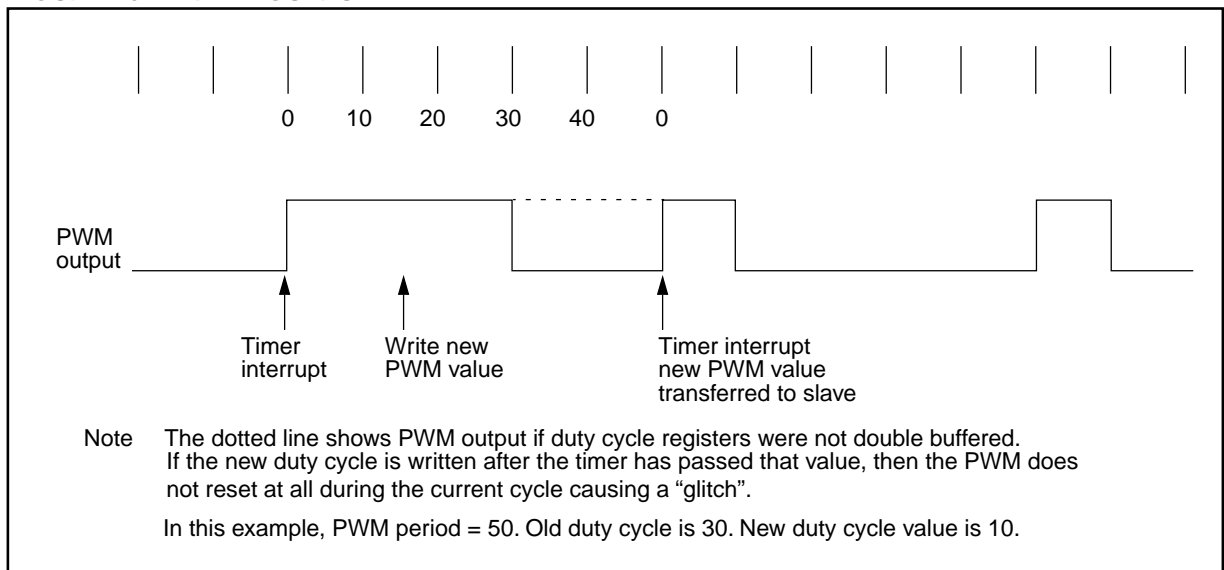 0 10 20 30 40 0
PWM
output
Timer
interrupt
Write new
PWM value
Timer interrupt
new PWM value
transferred to slave
Note The dotted line shows PWM output if duty cycle registers were not double buffered.
If the new duty cycle is written after the timer has passed that value, then the PWM does
not reset at all during the current cycle causing a “glitch”.
In this example, PWM period = 50. Old duty cycle is 30. New duty cycle value is 10.